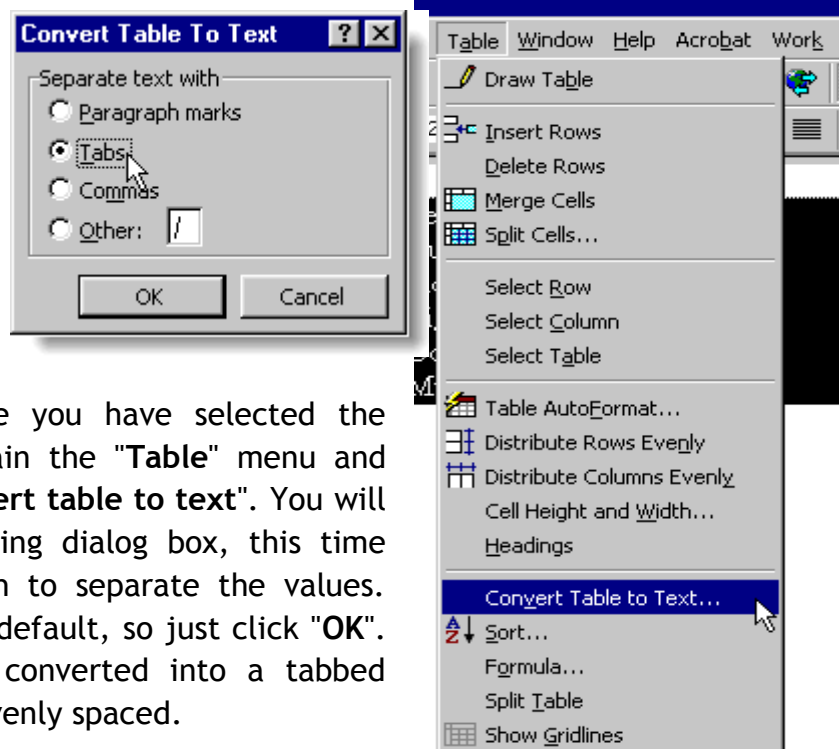 Convert Table To Text
Separate text with
Paragraph marks
Tabs
Commas
Other: /
OK Cancel
Table Window Help Acrobat Work
Draw Table
Insert Rows
Delete Rows
Merge Cells
Split Cells...
Select Row
Select Column
Select Table
Table AutoFormat...
Distribute Rows Evenly
Distribute Columns Evenly
Cell Height and Width...
Headings
Convert Table to Text...
Sort...
Formula...
Split Table
Show Gridlines
e you have selected the
ain the "Table" menu and
ert table to text". You will
ing dialog box, this time
n to separate the values.
default, so just click "OK".
converted into a tabbed
venly spaced.